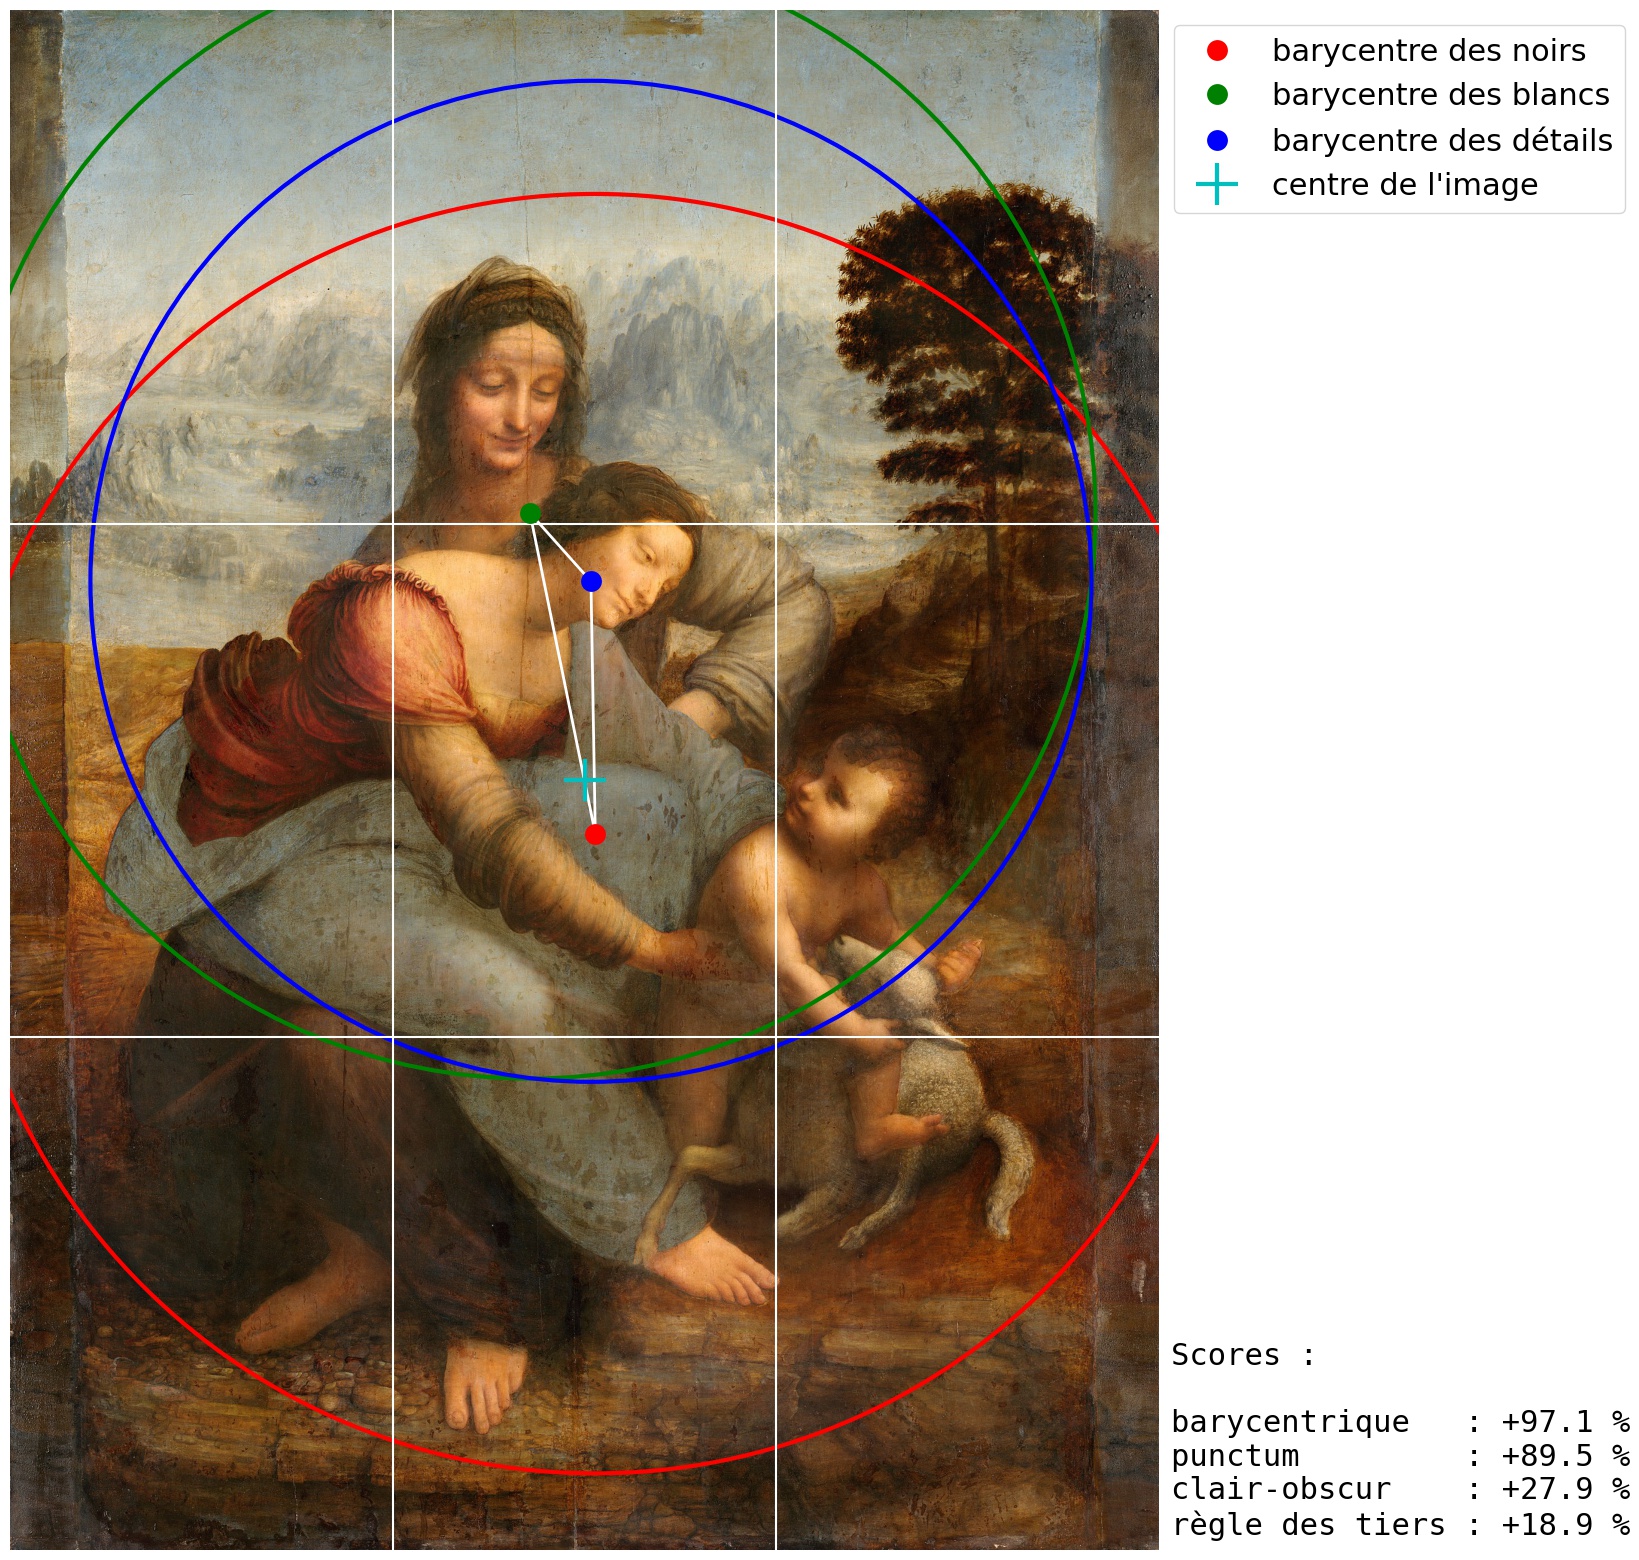 barycentre des noirs
barycentre des blancs
barycentre des détails
centre de l'image
Scores :
barycentrique : +97.1 %
punctum : +89.5 %
clair-obscur : +27.9 %
règle des tiers : +18.9 %